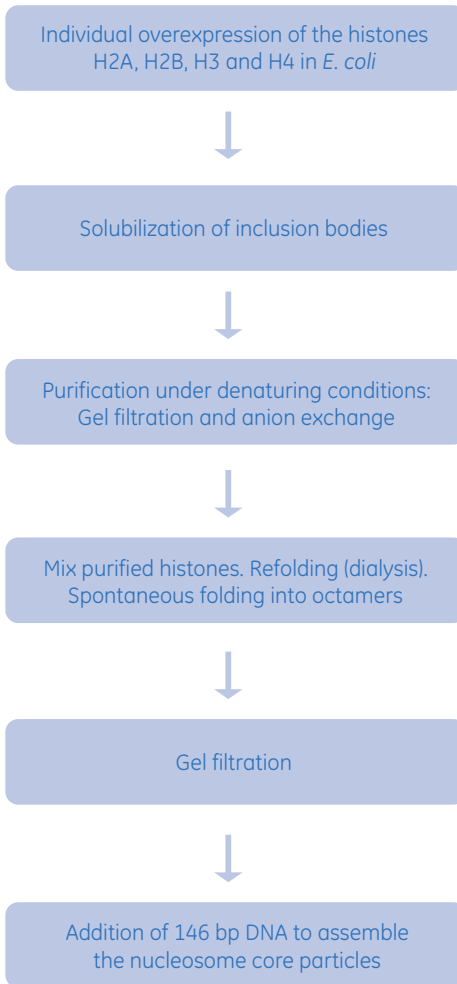 Individual overexpression of the histones
H2A, H2B, H3 and H4 in E. coli
Solubilization of inclusion bodies
Purification under denaturing conditions:
Gel filtration and anion exchange
Mix purified histones. Refolding (dialysis).
Spontaneous folding into octamers
Gel filtration
Addition of 146 bp DNA to assemble
the nucleosome core particles